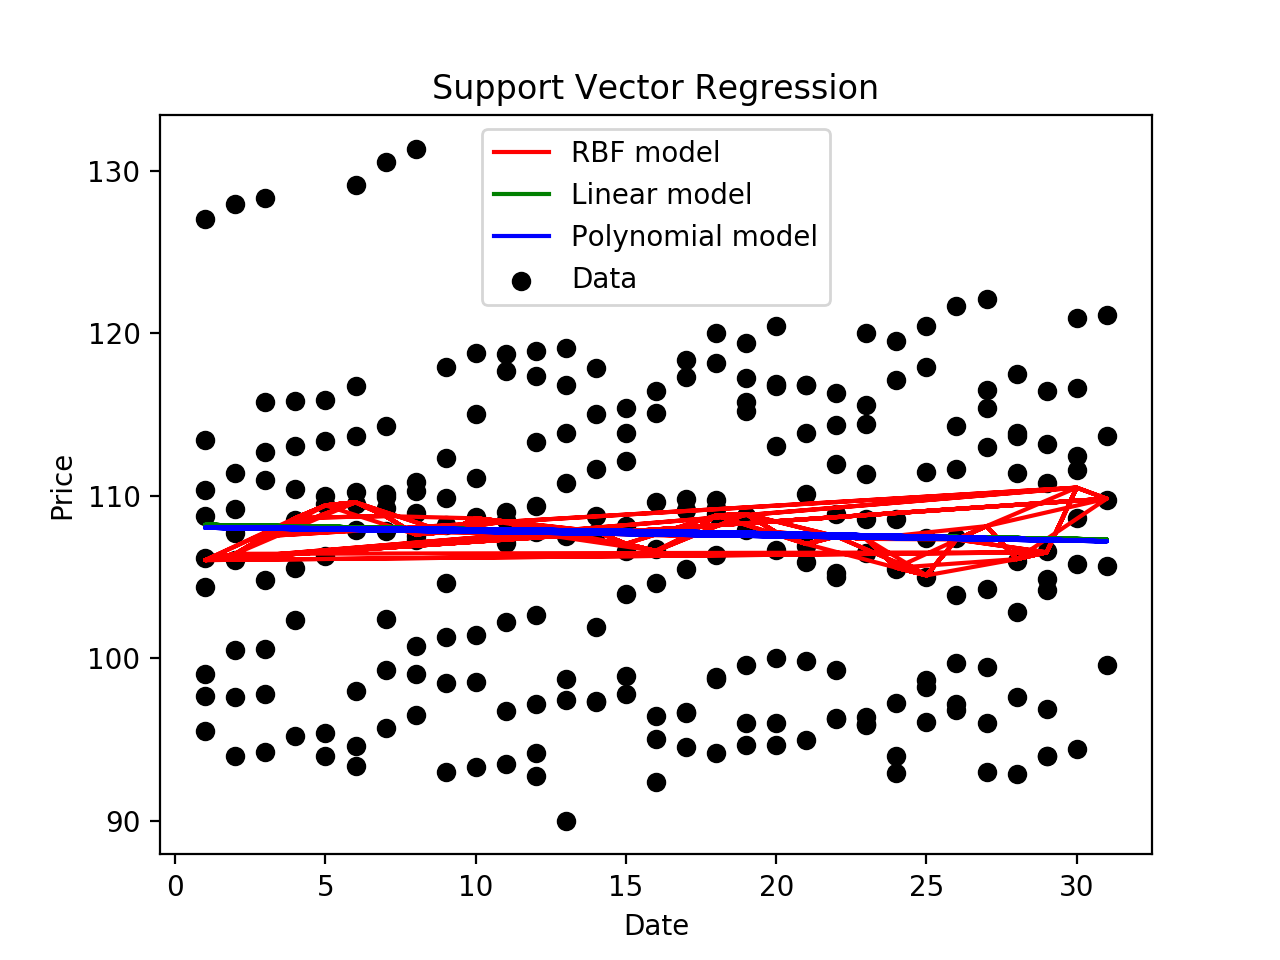 Support Vector Regression
RBF model
Linear model
Polynomial model
Data
130
120
110
100
90
Price
0 5 10 15 20 25 30
Date